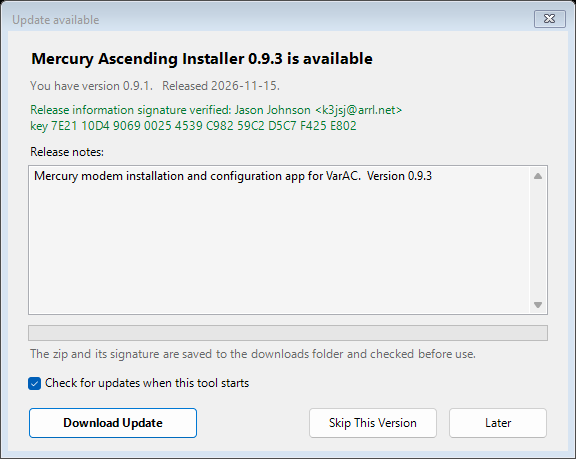 Update available
Mercury Ascending Installer 0.9.3 is available
You have version 0.9.1.   Released 2026-11-15.
Release information signature verified: Jason Johnson <k3jsj@arrl.net>
key 7E21 10D4 9069 0025 4539 C982 59C2 D5C7 F425 E802
Release notes:
Mercury modem installation and configuration app for VarAC.  Version 0.9.3
The zip and its signature are saved to the downloads folder and checked before use.
Check for updates when this tool starts
Download Update
Skip This Version
Later